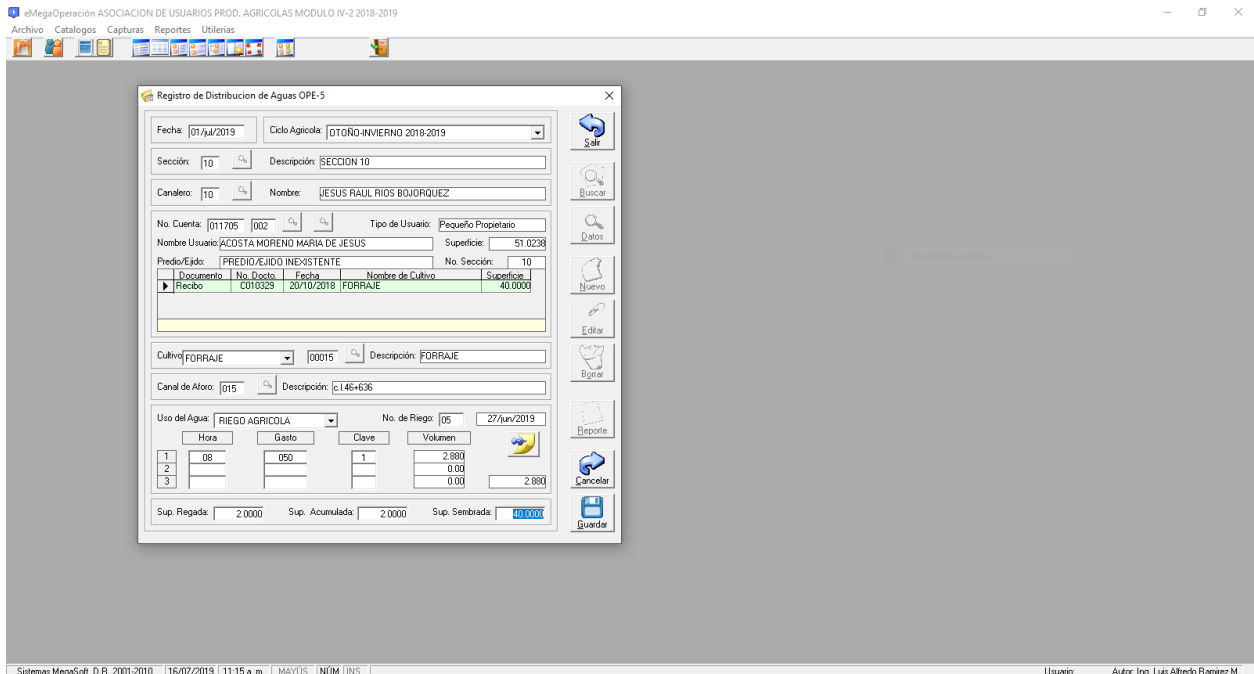 eMegaOperación ASOCIACION DE USUARIOS PROD. AGRICOLAS MODULO IV-2 2018-2019
Archivo Catalogos Capturas Reportes Utilerias
Registro de Distribucion de Aguas OPE-5
Fecha: 01/jul/2019 Ciclo Agricola: OTOÑO-INVIERNO 2018-2019
Salir
Sección: 10 Descripción: SECCION 10
Buscar
Canalero: 10 Nombre: JESUS RAUL RIOS BOJORQUEZ
No. Cuenta: 011705 002 Tipo de Usuario: Pequeño Propietario
Datos
Nombre Usuario: ACOSTA MORENO MARIA DE JESUS Superficie: 51.0238
Predio/Ejido: PREDIO/EJIDO INEXISTENTE No. Sección: 10
Documento No. Docto. Fecha Nombre de Cultivo Superficie
Recibo C010329 20/10/2018 FORRAJE 40.0000
Nuevo
Editar
Cultivo FORRAJE 00015 Descripción: FORRAJE
Borrar
Canal de Aforo: 015 Descripción: c.l.46+636
Uso del Agua: RIEGO AGRICOLA No. de Riego: 05 27/jun/2019
Reporte
Hora Gasto Clave Volumen
1 08 050 1 2.880
2 0.00
3 0.00 2.880
Cancelar
Sup. Regada: 2.0000 Sup. Acumulada: 2.0000 Sup. Sembrada: 40.0000
Guardar
Sistemas MegaSoft, D.R. 2001-2010 16/07/2019 11:15 a. m. MAYÚS NÚM INS Usuario: Autor: Ing. Luis Alfredo Ramirez M.